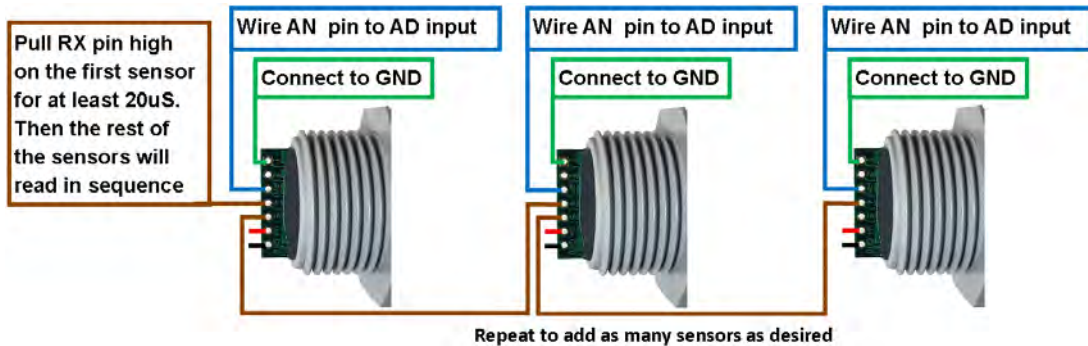 Pull RX pin high
on the first sensor
for at least 20uS.
Then the rest of
the sensors will
read in sequence
Wire AN pin to AD input
Connect to GND
Wire AN pin to AD input
Connect to GND
Wire AN pin to AD input
Connect to GND
Repeat to add as many sensors as desired